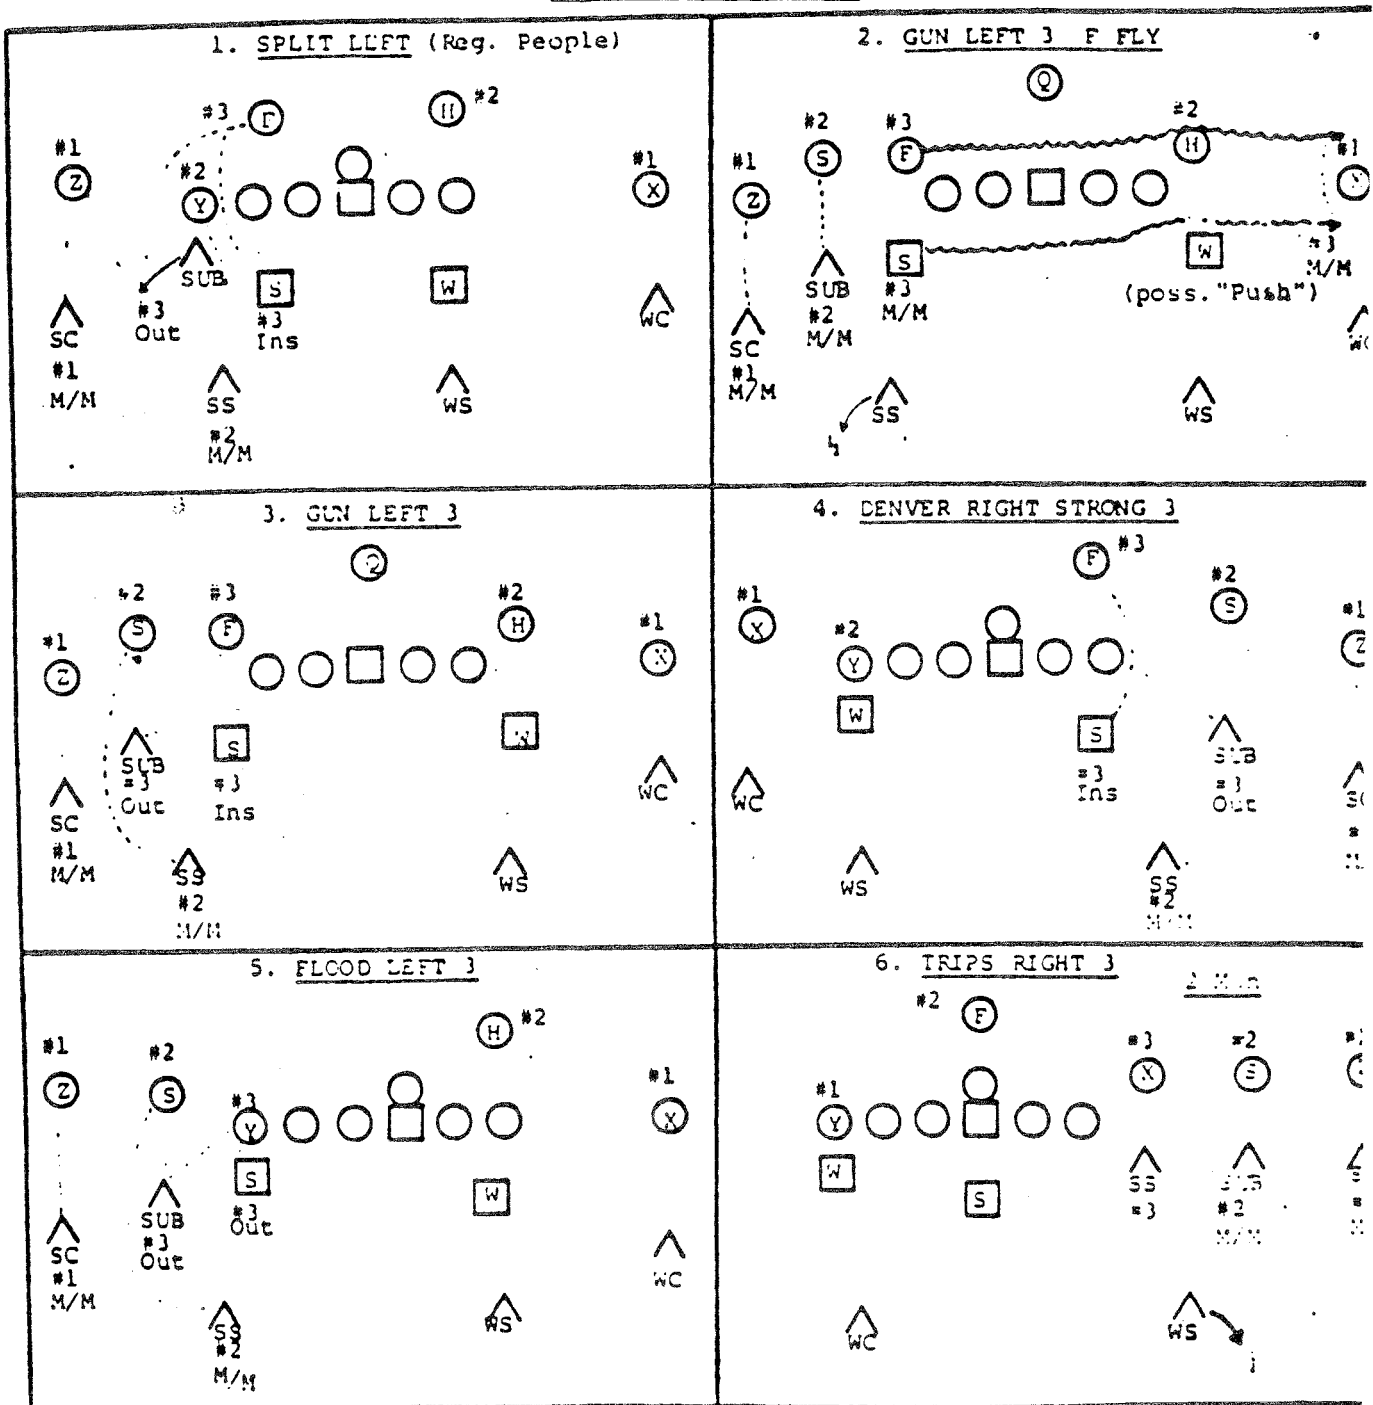 1. SPLIT LEFT (Reg. People)
#3 F
H #2
#1
Z
#2
Y
#1
X
SUB
#3
Out
S
#3
Ins
W
SC
#1
M/M
SS
#2
M/M
WS
WC
2. GUN LEFT 3 F FLY
Q
#2
S
#3
F
#2
H
#1
Z
#1
S
#3
M/M
W
#3
M/M
(poss. "Push")
SUB
#2
M/M
SC
#1
M/M
SS
WS
3. GUN LEFT 3
Q
#2
S
#3
F
#2
H
#1
Z
#1
X
SUB
#3
Out
S
#3
Ins
W
SC
#1
M/M
WC
SS
#2
M/M
WS
4. DENVER RIGHT STRONG 3
F #3
#1
X
#2
S
#1
Z
#2
Y
W
S
#3
Ins
SUB
#3
Out
WC
WS
SS
#2
M/M
5. FLOOD LEFT 3
H #2
#1
Z
#2
S
#3
Y
#1
X
S
#3
Out
W
SUB
#3
Out
SC
#1
M/M
WC
SS
#2
M/M
WS
6. TRIPS RIGHT 3
#2 F
#3
X
#2
S
#1
Y
W
S
SS
#3
SUB
#2
M/M
WC
WS